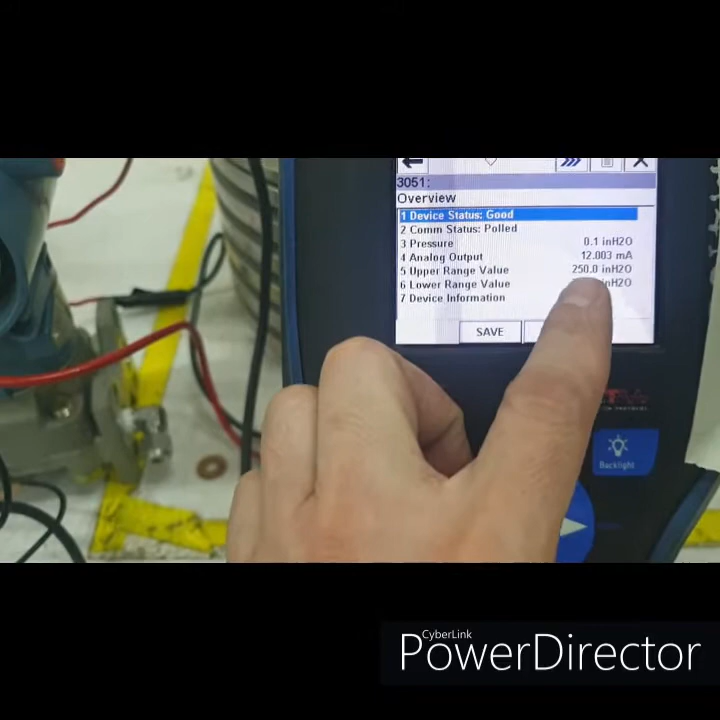 3051:
Overview
1 Device Status: Good
2 Comm Status: Polled
3 Pressure 0.1 inH2O
4 Analog Output 12.003 mA
5 Upper Range Value 250.0 inH2O
6 Lower Range Value inH2O
7 Device Information
SAVE
Backlight
CyberLink
PowerDirector